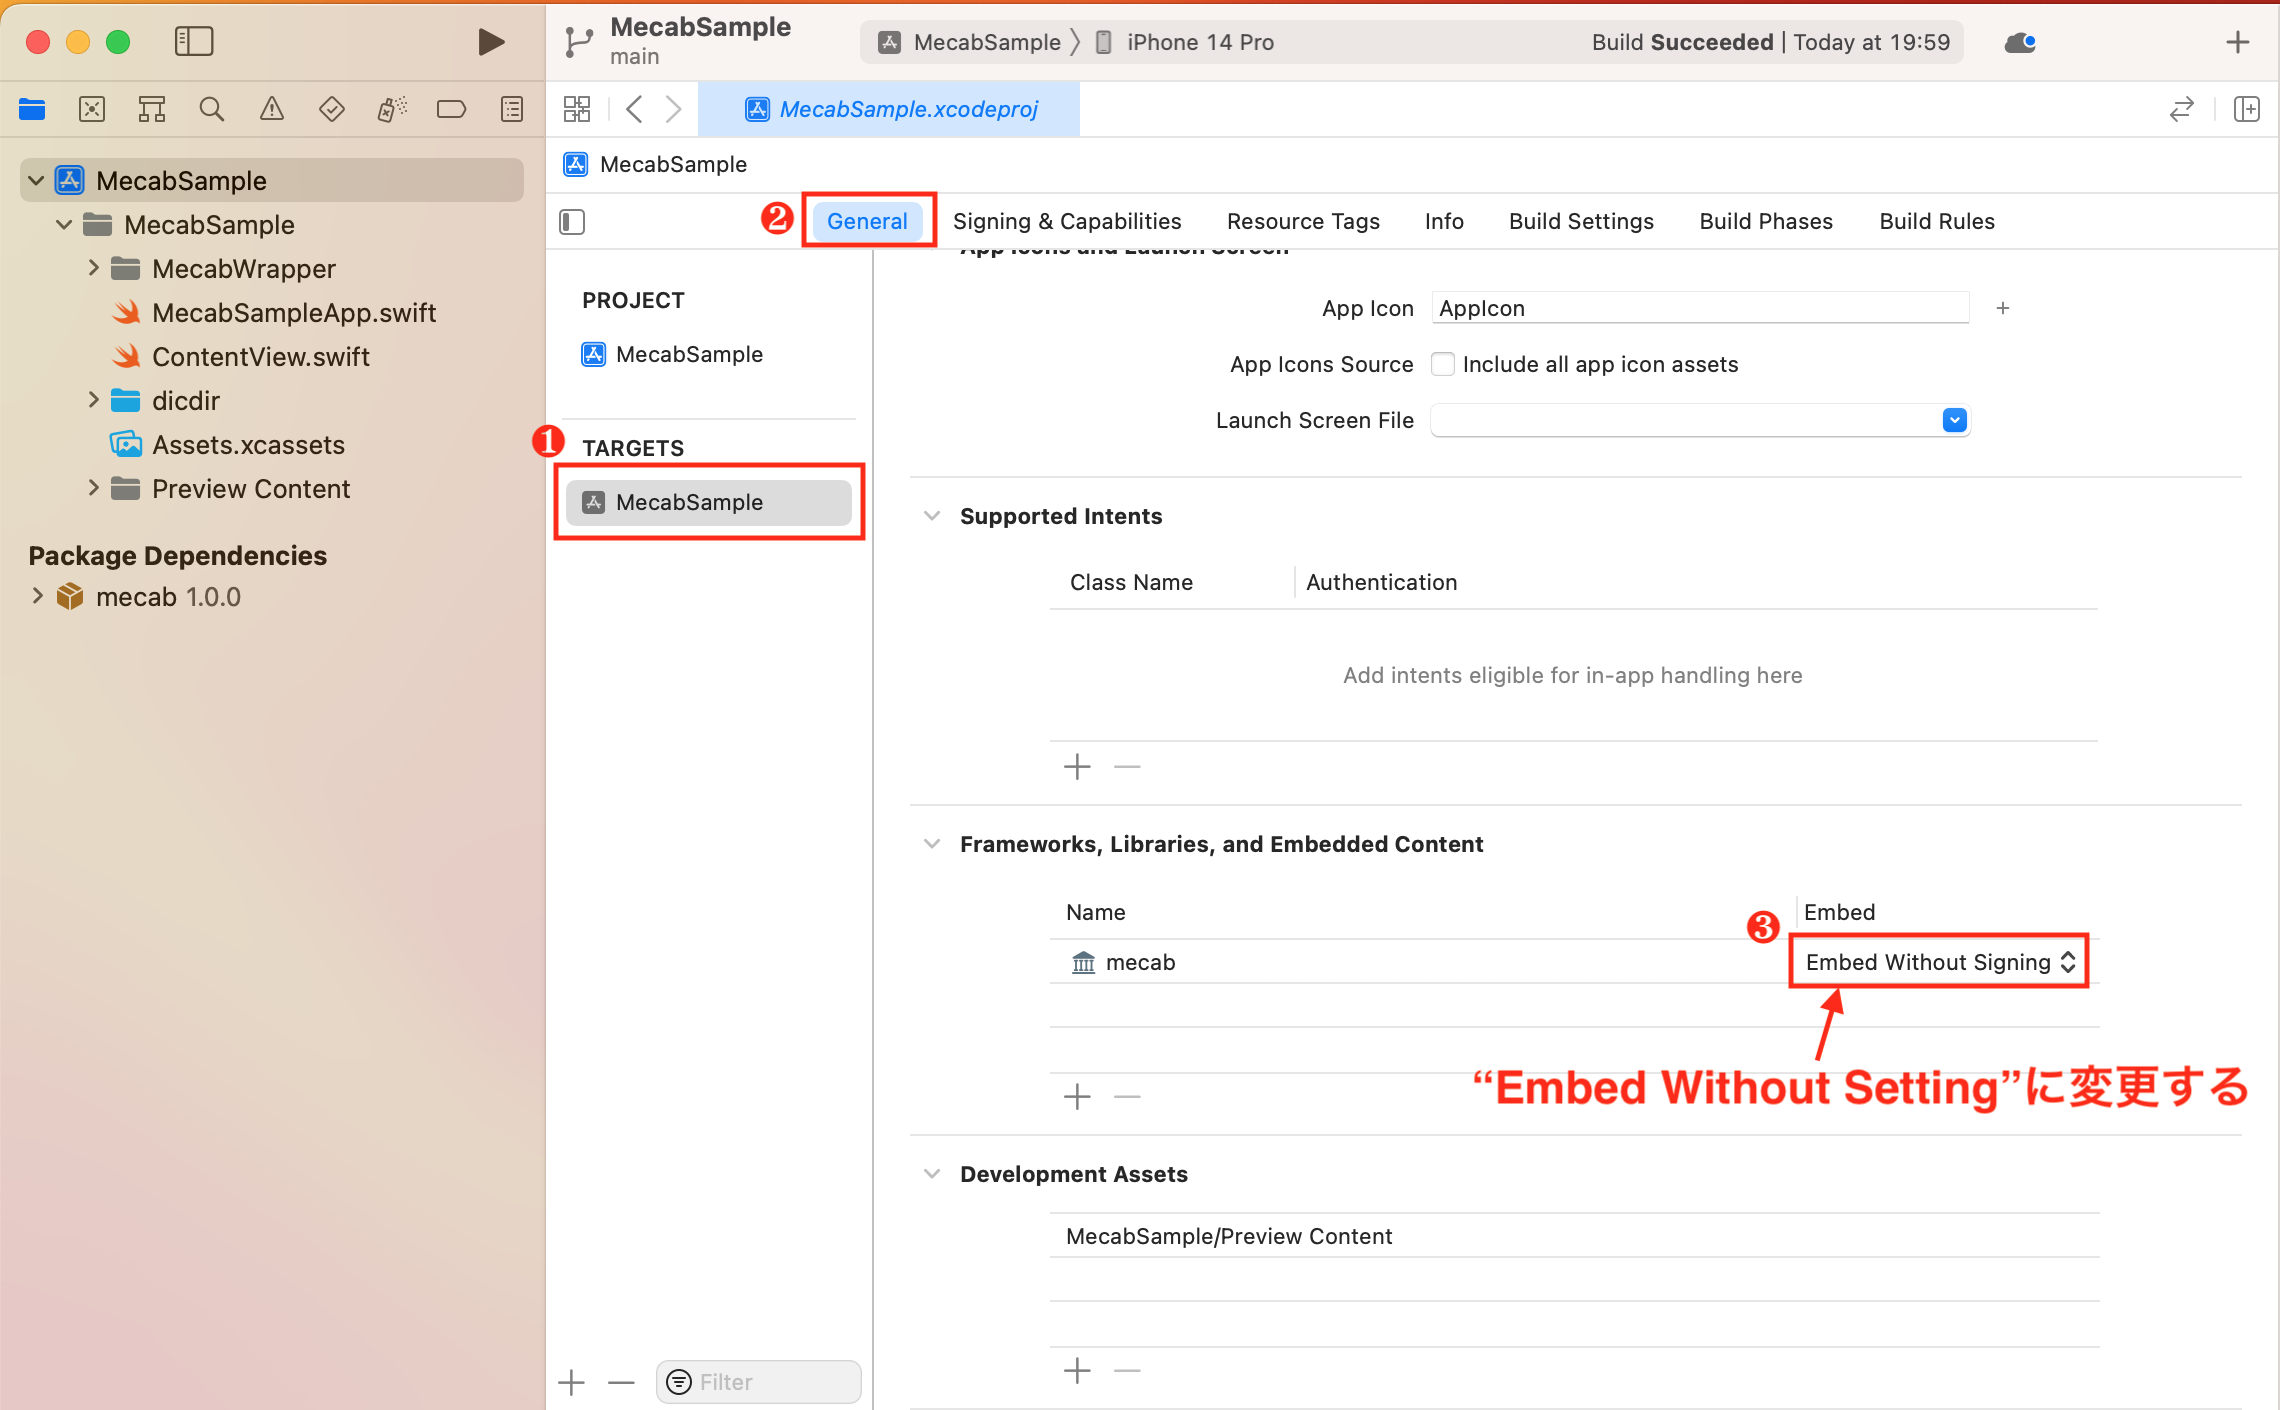 MecabSample
main
MecabSample
iPhone 14 Pro
Build Succeeded | Today at 19:59
MecabSample.xcodeproj
MecabSample
MecabSample
MecabSample
MecabWrapper
MecabSampleApp.swift
ContentView.swift
dicdir
Assets.xcassets
Preview Content
Package Dependencies
mecab 1.0.0
❷
General
Signing & Capabilities
Resource Tags
Info
Build Settings
Build Phases
Build Rules
PROJECT
MecabSample
❶
TARGETS
MecabSample
Filter
App Icons and Launch Screen
App Icon
AppIcon
App Icons Source
Include all app icon assets
Launch Screen File
Supported Intents
Class Name
Authentication
Add intents eligible for in-app handling here
Frameworks, Libraries, and Embedded Content
Name
Embed
❸
mecab
Embed Without Signing
“Embed Without Setting”に変更する
Development Assets
MecabSample/Preview Content